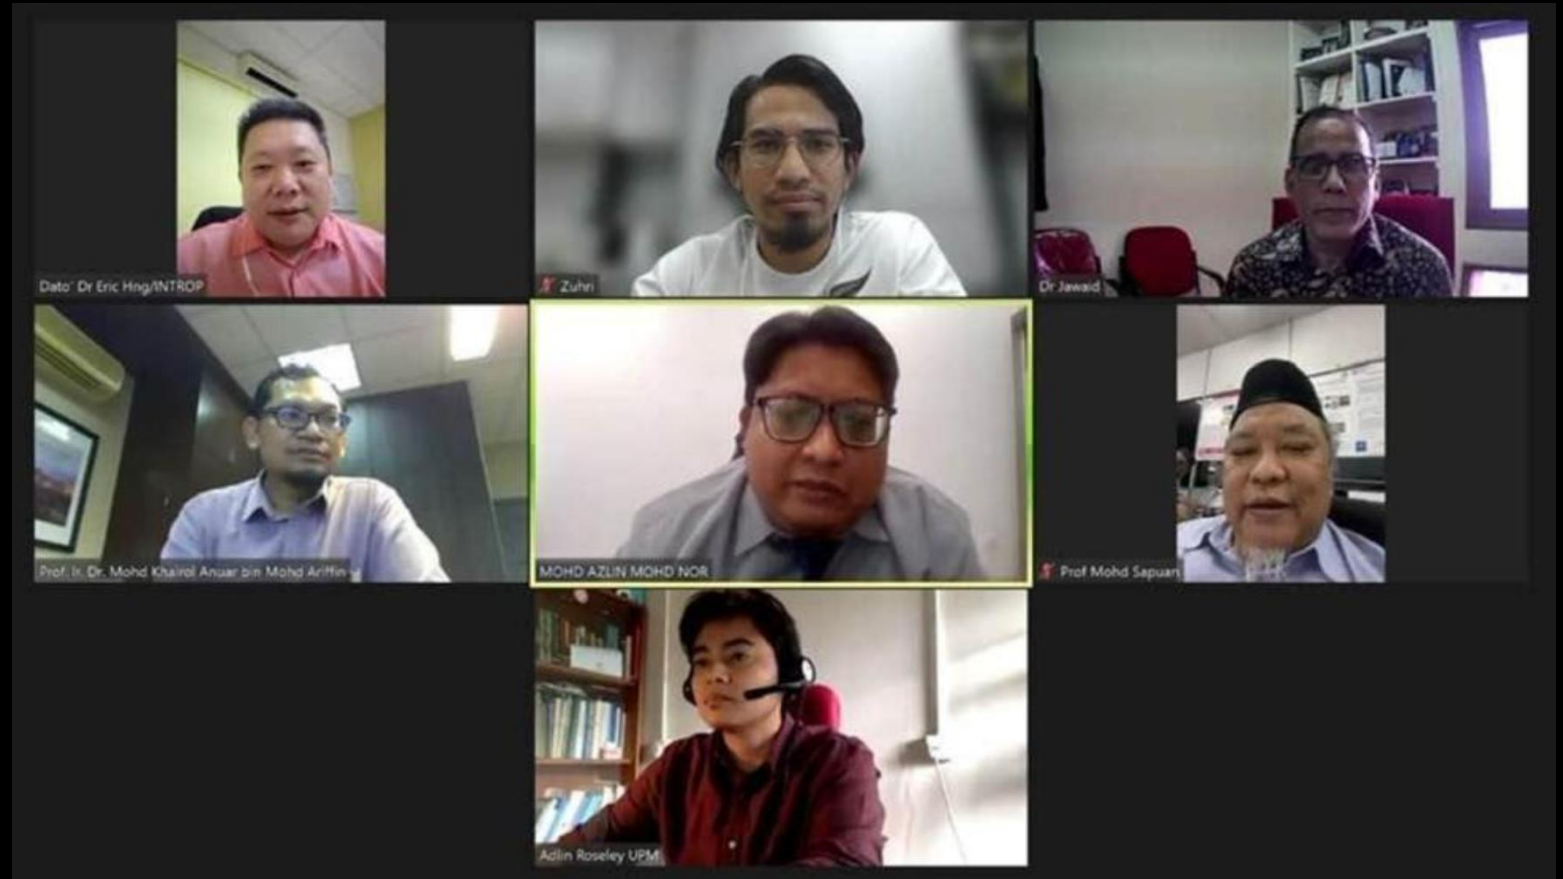 Dato' Dr Eric Hng/INTROP
Zuhri
Dr Jawaid
Prof. Ir. Dr. Mohd Khairol Anuar bin Mohd Ariffin
MOHD AZLIN MOHD NOR
Prof Mohd Sapuan
Adlin Roseley UPM